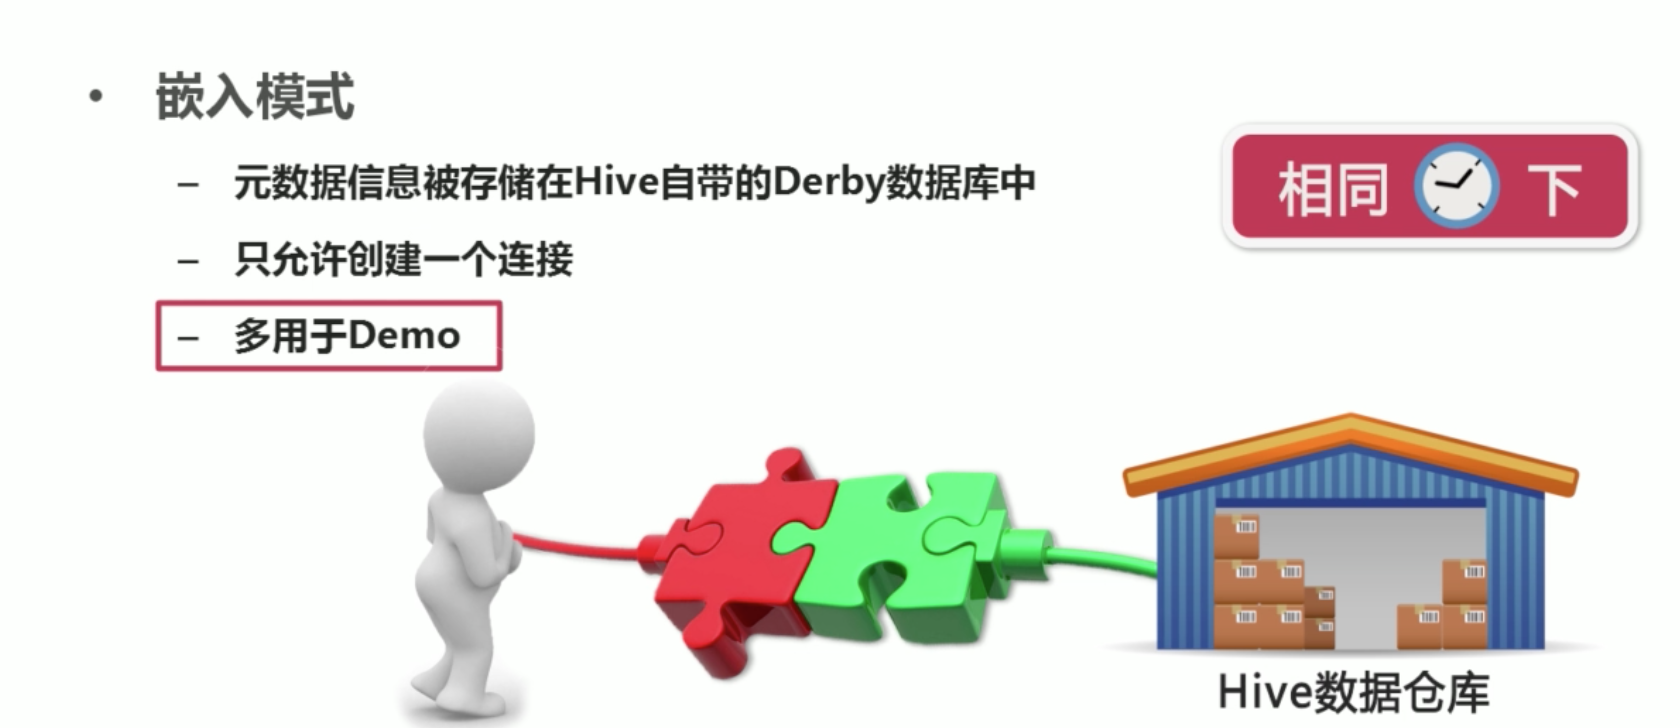 • 嵌入模式
– 元数据信息被存储在Hive自带的Derby数据库中
相同 下
– 只允许创建一个连接
– 多用于Demo
Hive数据仓库